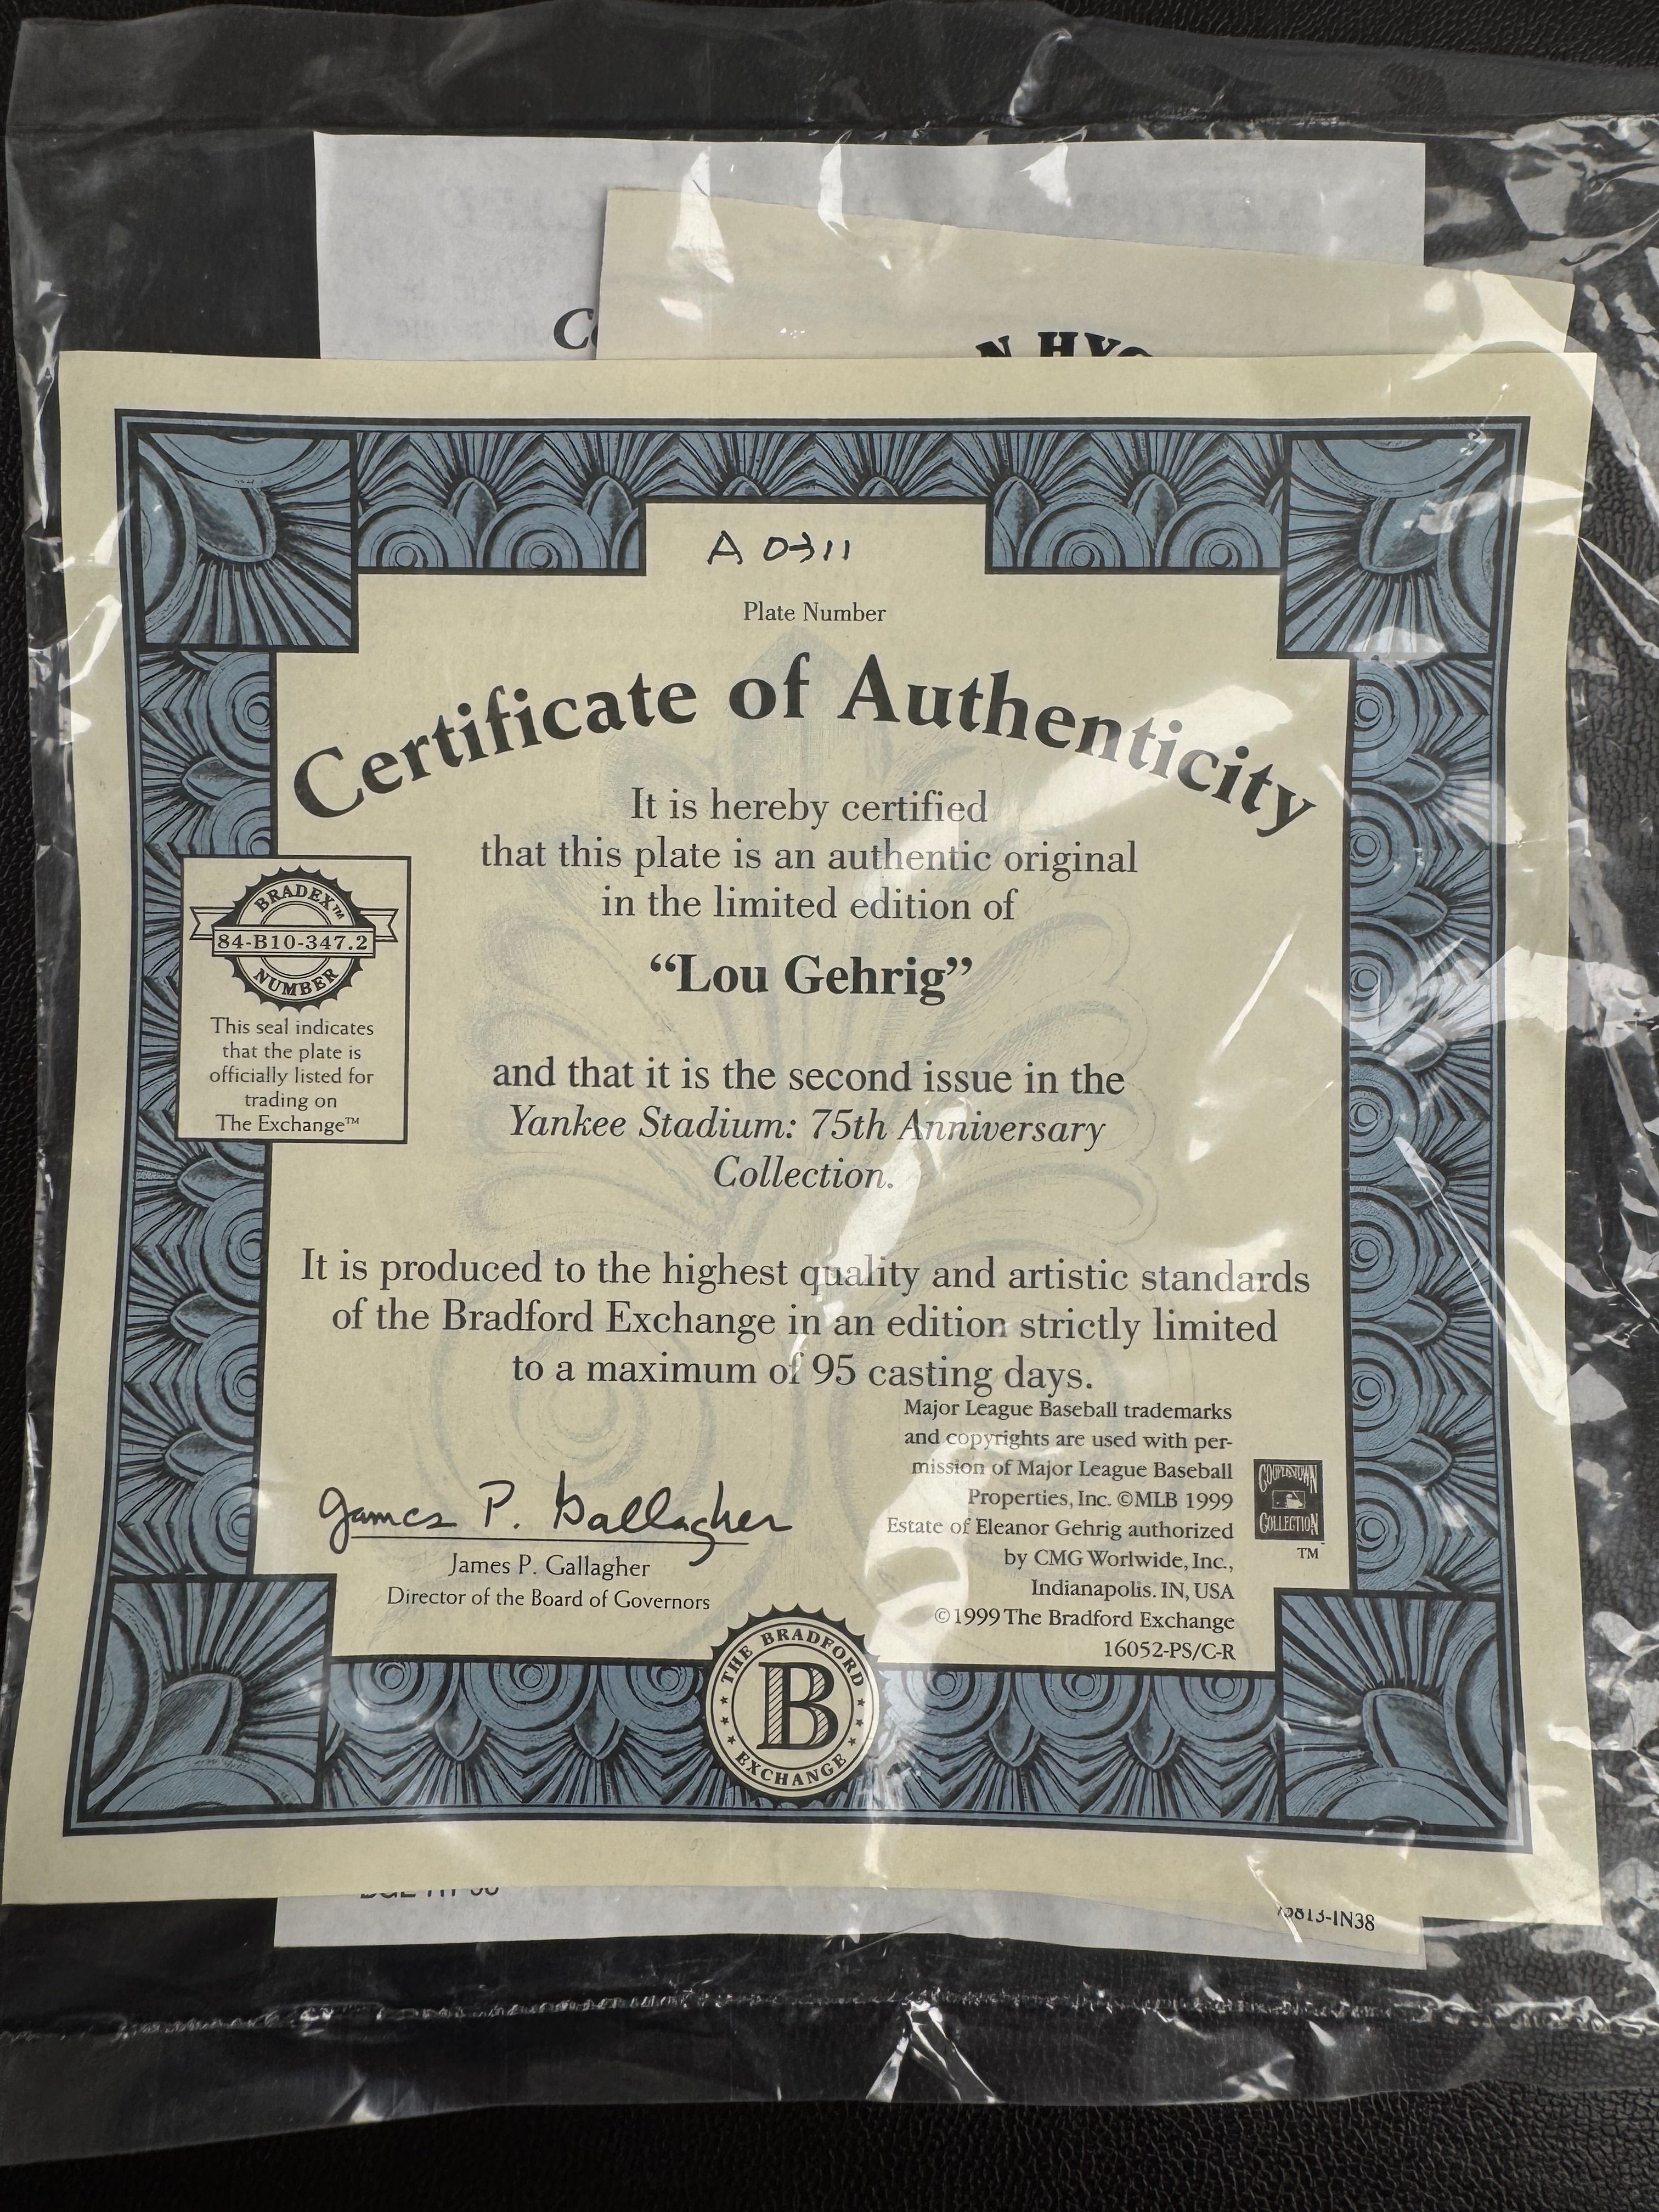 N HYO
A 0311
Plate Number
Certificate of Authenticity
It is hereby certified
that this plate is an authentic original
in the limited edition of
“Lou Gehrig”
and that it is the second issue in the
Yankee Stadium: 75th Anniversary
Collection.
BRADEX™
84-B10-347.2
NUMBER
This seal indicates
that the plate is
officially listed for
trading on
The Exchange™
It is produced to the highest quality and artistic standards
of the Bradford Exchange in an edition strictly limited
to a maximum of 95 casting days.
James P. Gallagher
James P. Gallagher
Director of the Board of Governors
Major League Baseball trademarks
and copyrights are used with per-
mission of Major League Baseball
Properties, Inc. ©MLB 1999
Estate of Eleanor Gehrig authorized
by CMG Worlwide, Inc.,
Indianapolis. IN, USA
©1999 The Bradford Exchange
16052-PS/C-R
COOPERSTOWN
COLLECTION
TM
THE BRADFORD
B
EXCHANGE
75813-IN38